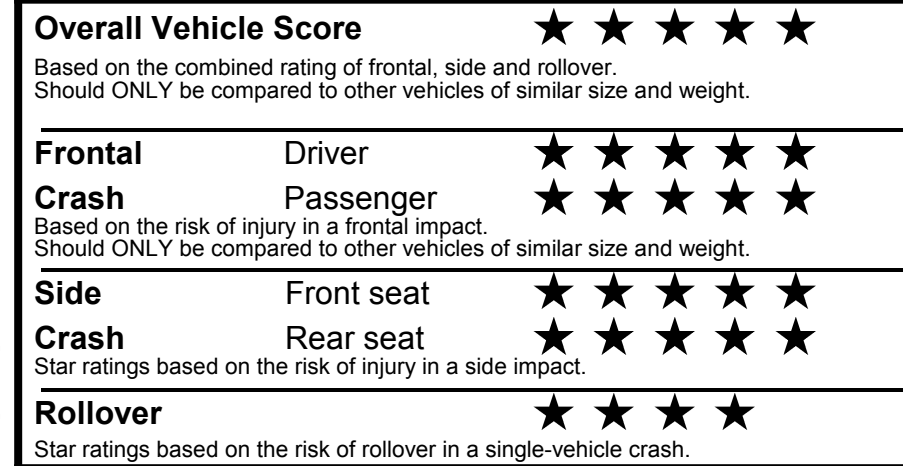 Overall Vehicle Score ★ ★ ★ ★ ★
Based on the combined rating of frontal, side and rollover.
Should ONLY be compared to other vehicles of similar size and weight.
Frontal Driver ★ ★ ★ ★ ★
Crash Passenger ★ ★ ★ ★ ★
Based on the risk of injury in a frontal impact.
Should ONLY be compared to other vehicles of similar size and weight.
Side Front seat ★ ★ ★ ★ ★
Crash Rear seat ★ ★ ★ ★ ★
Star ratings based on the risk of injury in a side impact.
Rollover ★ ★ ★ ★
Star ratings based on the risk of rollover in a single-vehicle crash.